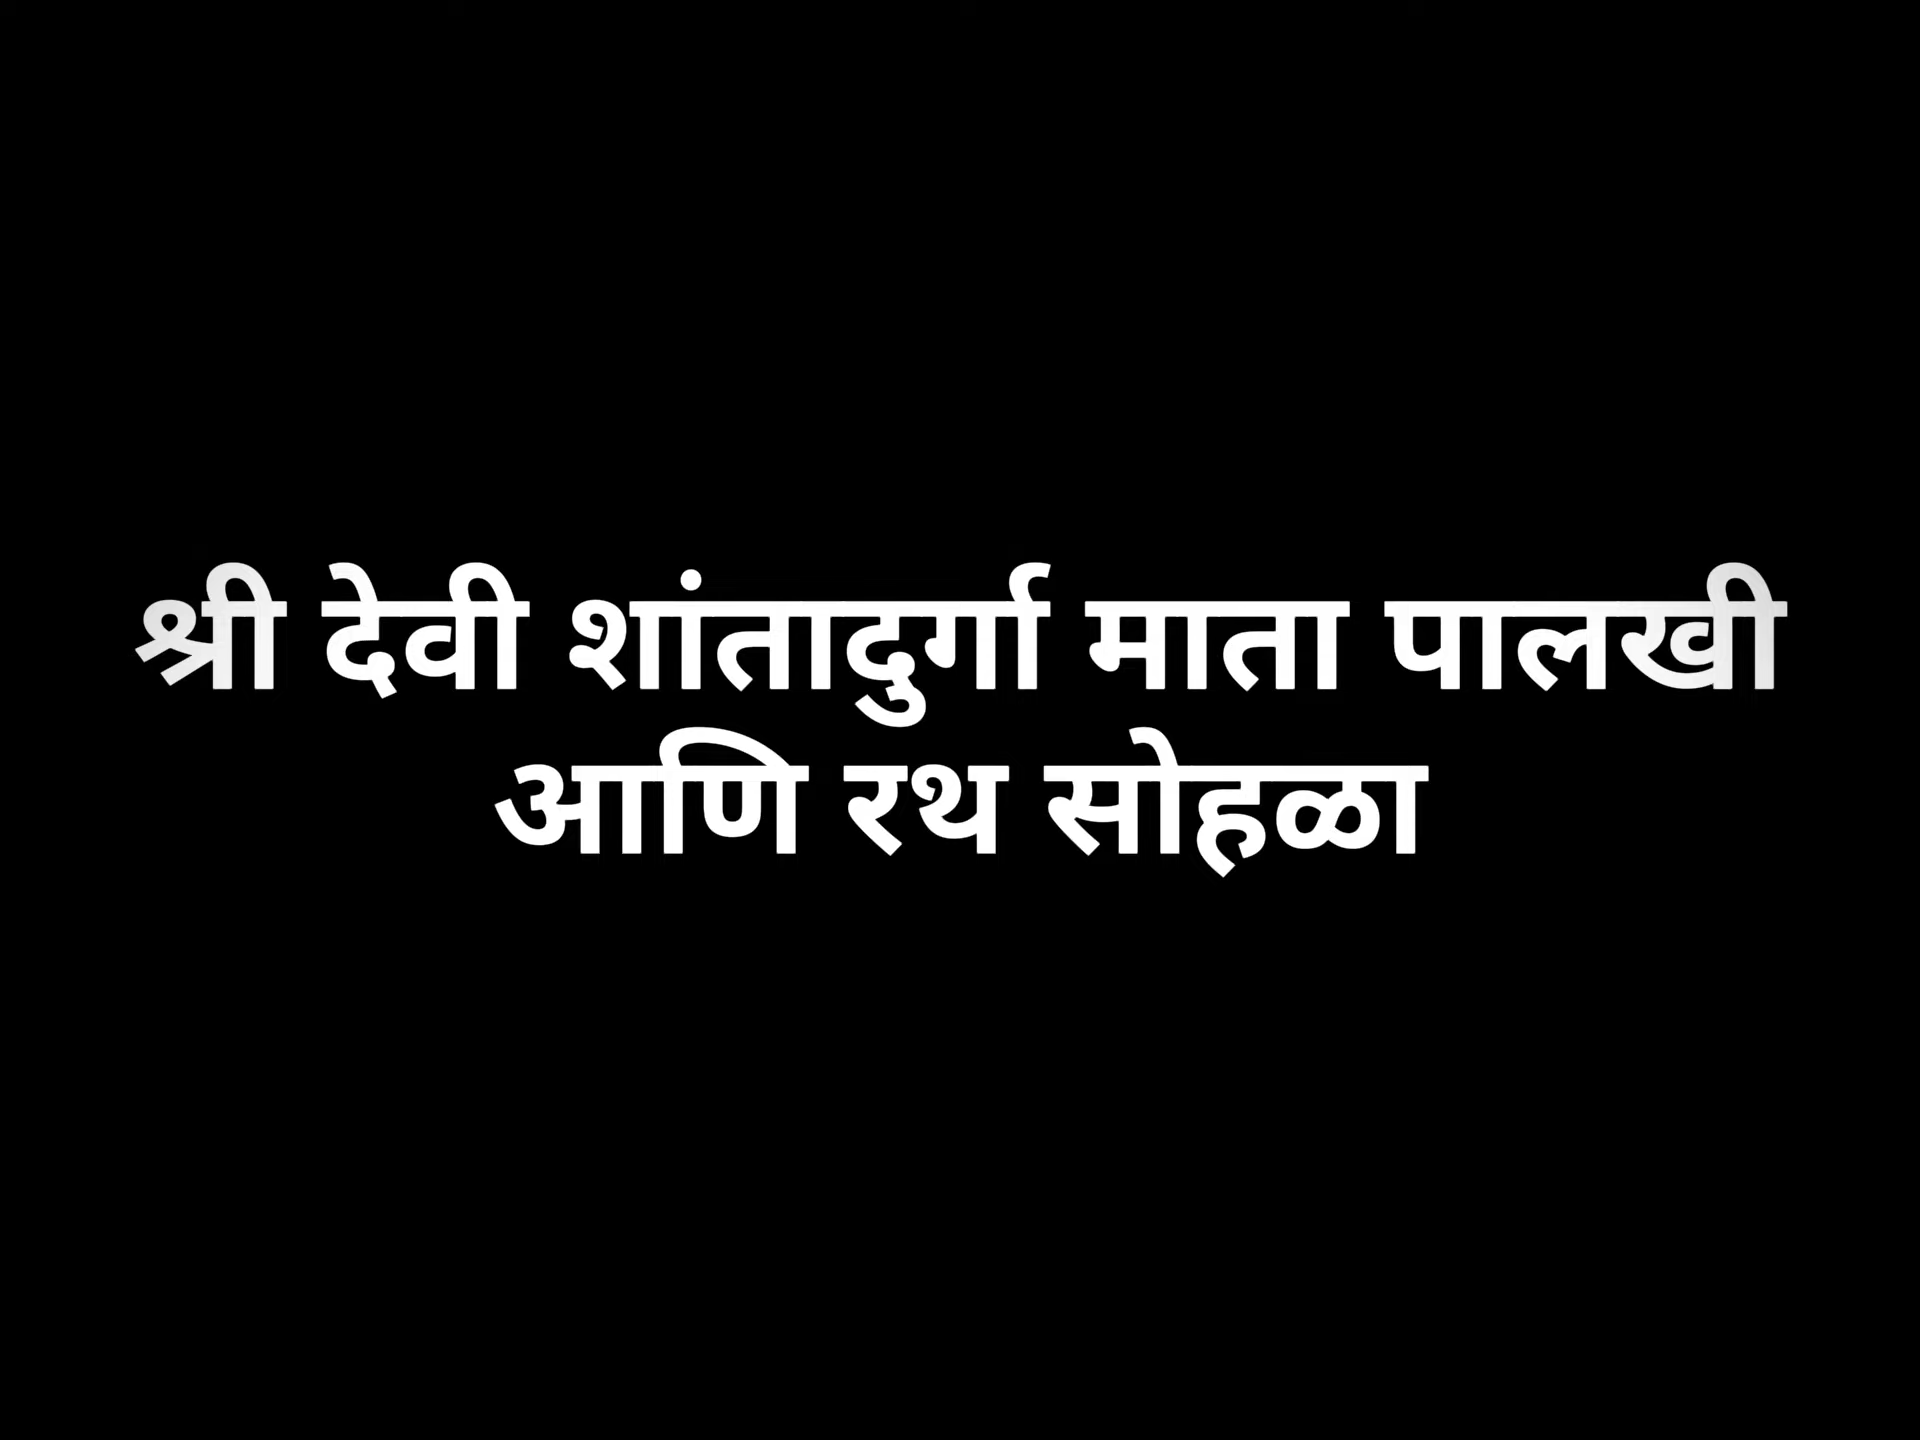 श्री देवी शांतादुर्गा माता पालखी
आणि रथ सोहळा